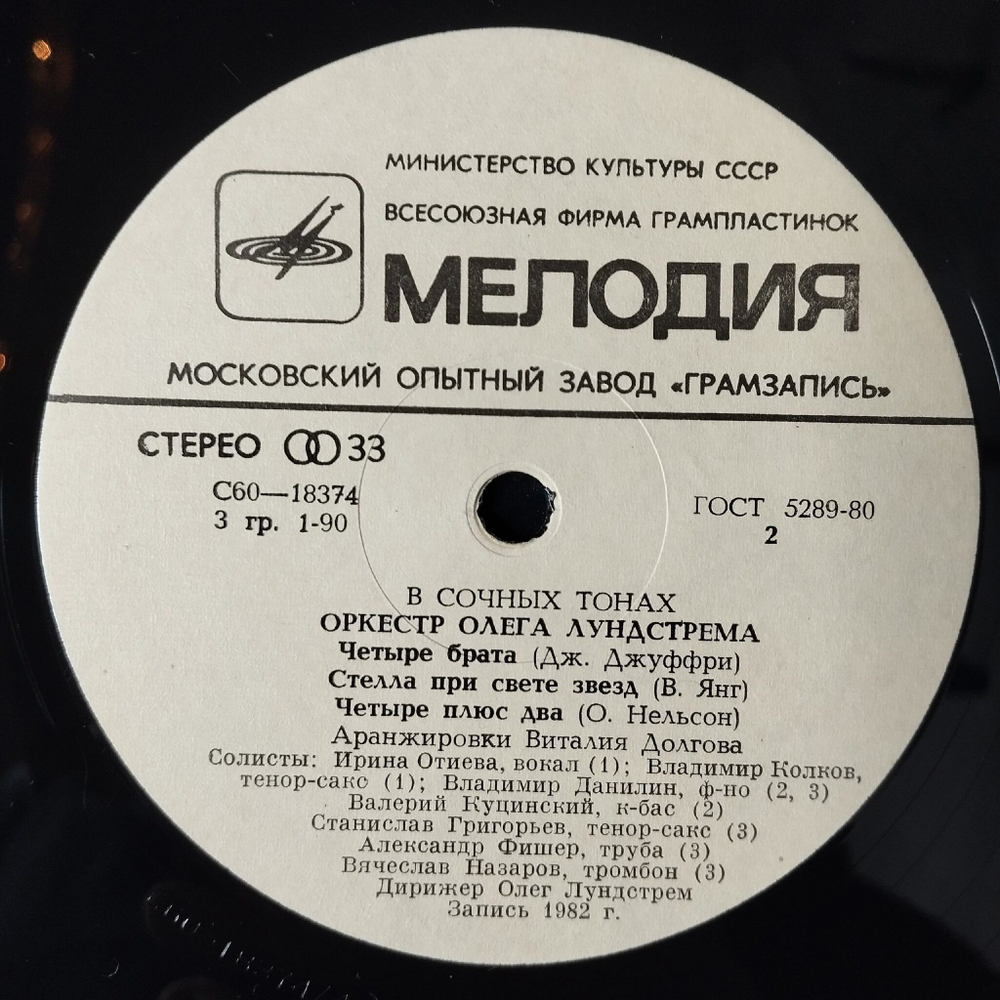 МИНИСТЕРСТВО КУЛЬТУРЫ СССР
ВСЕСОЮЗНАЯ ФИРМА ГРАМПЛАСТИНОК
МЕЛОДИЯ
МОСКОВСКИЙ ОПЫТНЫЙ ЗАВОД «ГРАМЗАПИСЬ»
СТЕРЕО 33
С60—18374
3 гр. 1-90
ГОСТ 5289-80
2
В СОЧНЫХ ТОНАХ
ОРКЕСТР ОЛЕГА ЛУНДСТРЕМА
Четыре брата (Дж. Джуффри)
Стелла при свете звезд (В. Янг)
Четыре плюс два (О. Нельсон)
Аранжировки Виталия Долгова
Солисты: Ирина Отиева, вокал (1); Владимир Колков,
тенор-сакс (1); Владимир Данилин, ф-но (2, 3)
Валерий Куцинский, к-бас (2)
Станислав Григорьев, тенор-сакс (3)
Александр Фишер, труба (3)
Вячеслав Назаров, тромбон (3)
Дирижер Олег Лундстрем
Запись 1982 г.